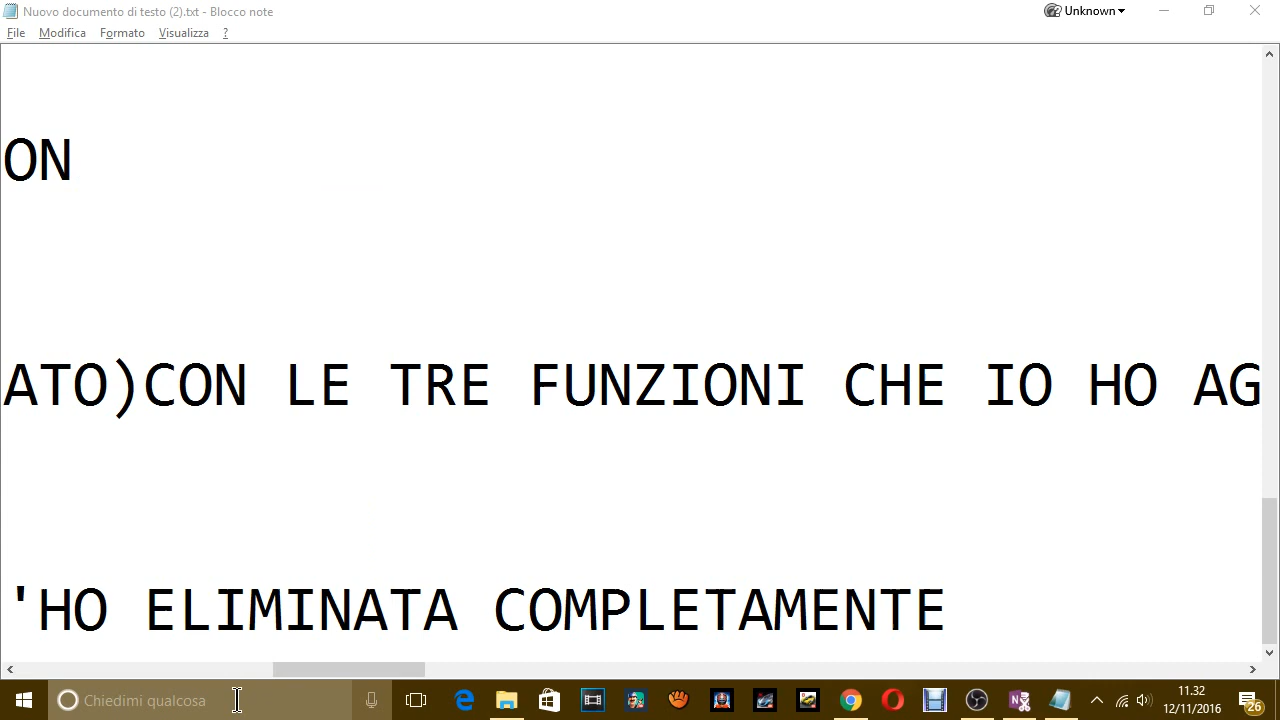 Nuovo documento di testo (2).txt - Blocco note
Unknown
File Modifica Formato Visualizza ?
ON
ATO)CON LE TRE FUNZIONI CHE IO HO AG
'HO ELIMINATA COMPLETAMENTE
Chiedimi qualcosa
11.32
12/11/2016
26